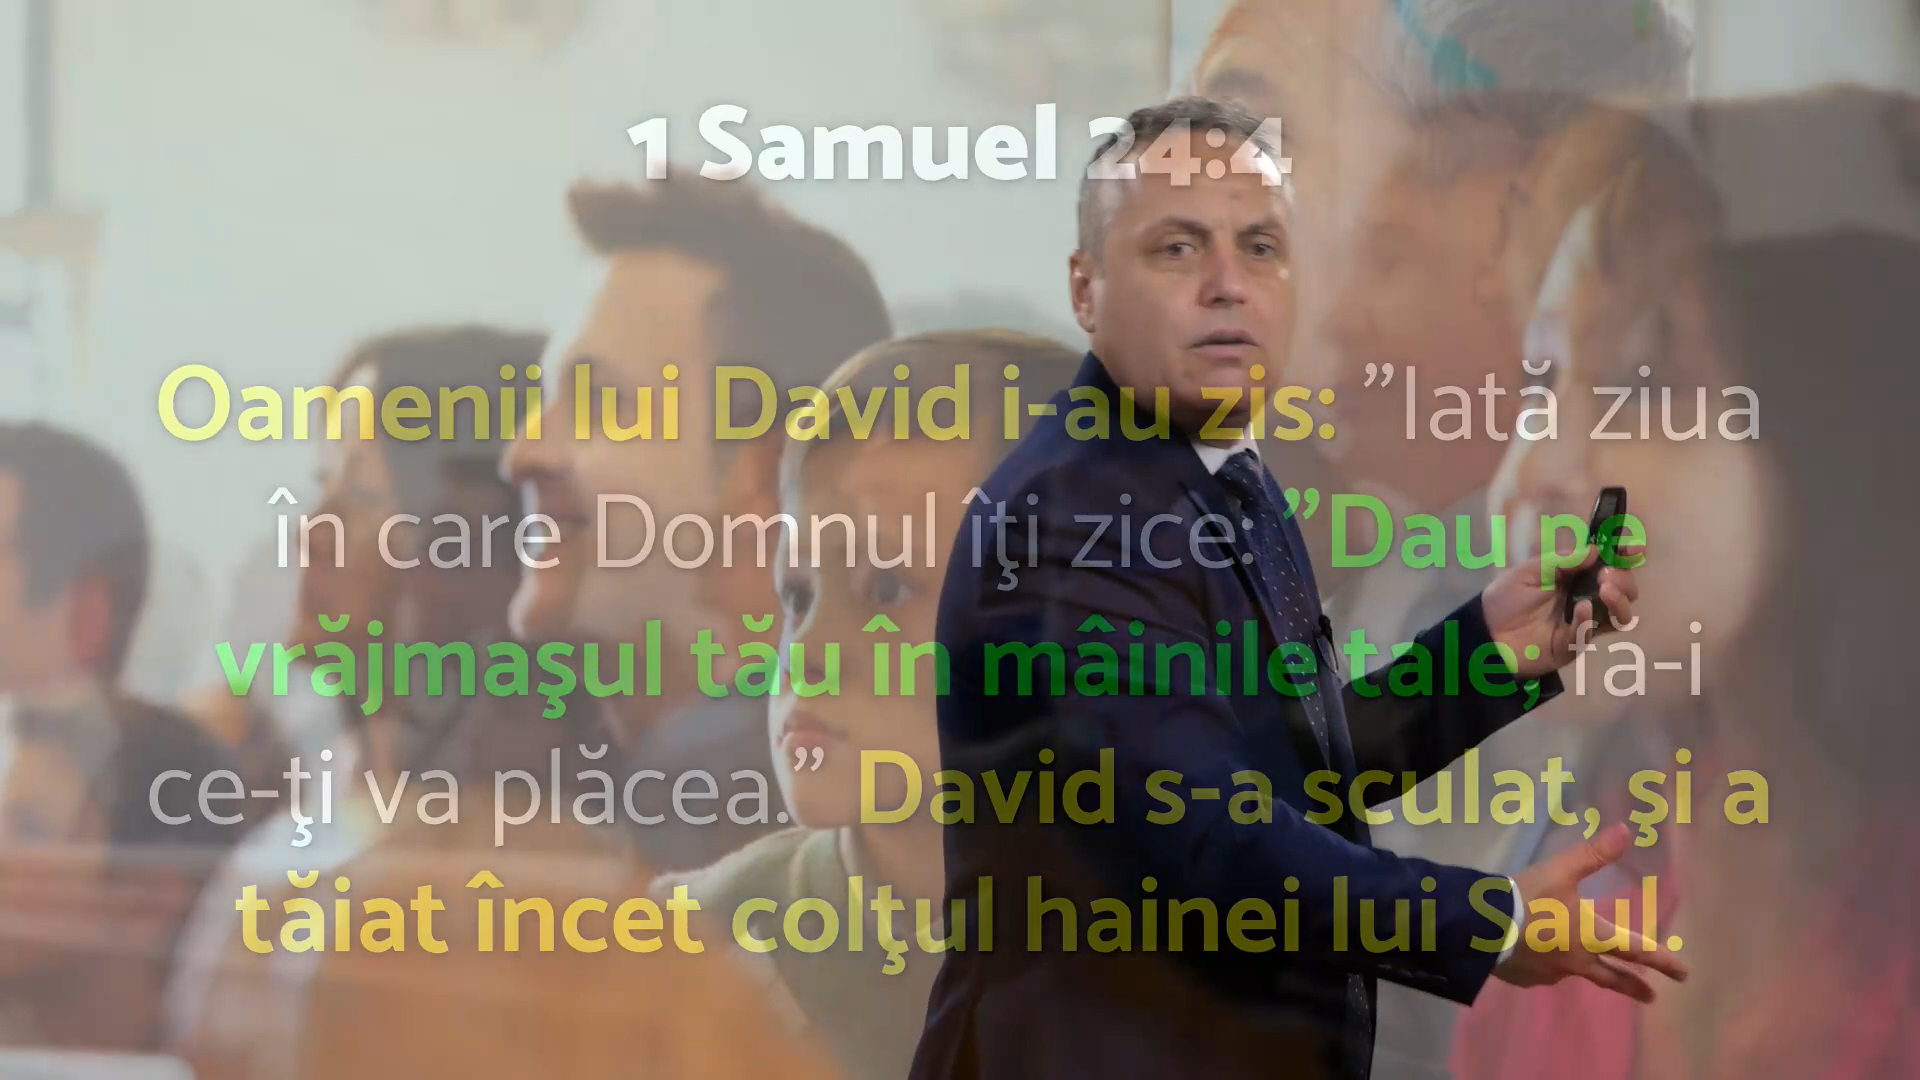 1 Samuel 24:4
Oamenii lui David i-au zis: ”Iată ziua
în care Domnul îţi zice: ”Dau pe
vrăjmaşul tău în mâinile tale; fă-i
ce-ţi va plăcea.” David s-a sculat, şi a
tăiat încet colţul hainei lui Saul.